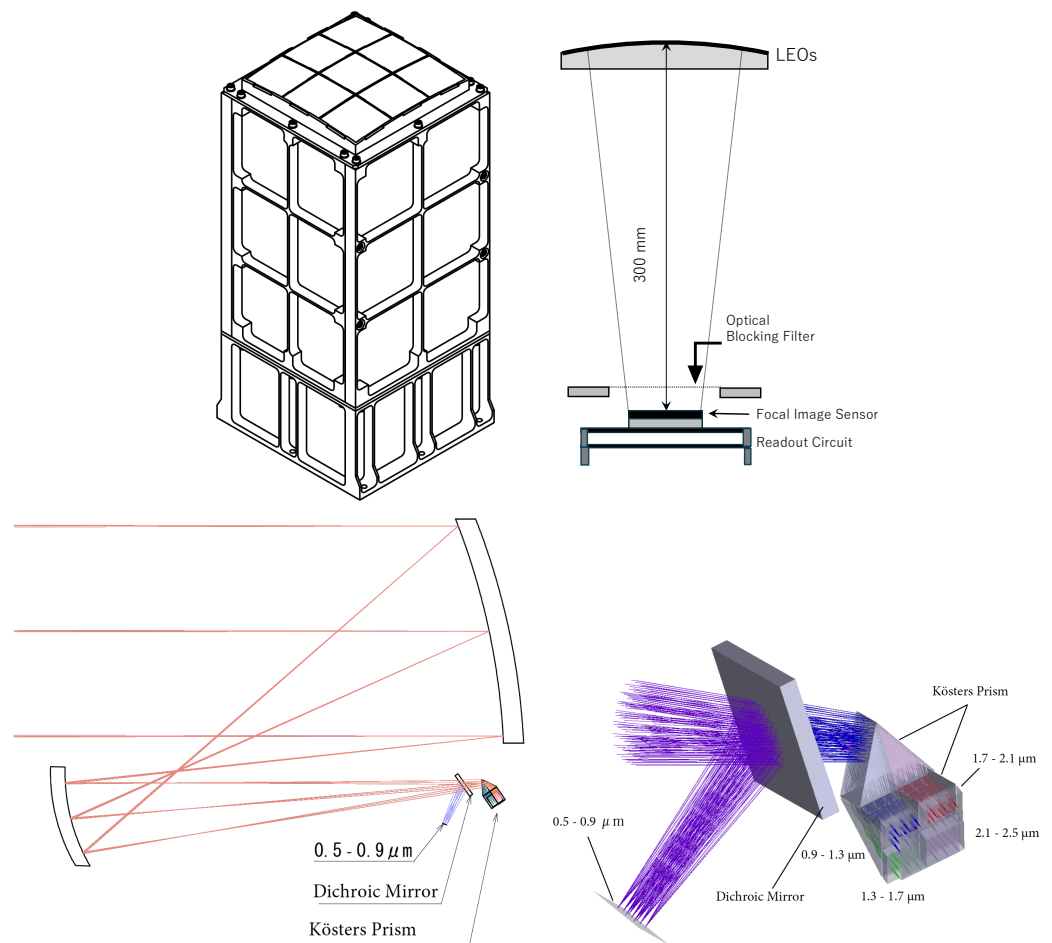 LEOs
300 mm
Optical
Blocking Filter
Focal Image Sensor
Readout Circuit
0.5 - 0.9 μm
Dichroic Mirror
Kösters Prism
Kösters Prism
1.7 - 2.1 μm
0.5 - 0.9 μ m
2.1 - 2.5 μm
0.9 - 1.3 μm
Dichroic Mirror
1.3 - 1.7 μm